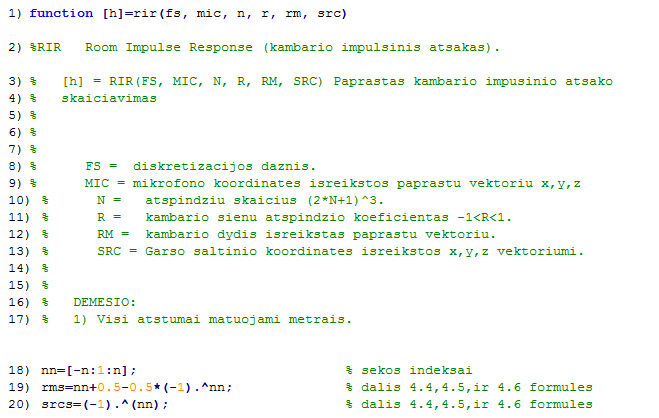 1) function [h]=rir(fs, mic, n, r, rm, src)
2) %RIR   Room Impulse Response (kambario impulsinis atsakas).
3) %   [h] = RIR(FS, MIC, N, R, RM, SRC) Paprastas kambario impusinio atsako
4) %   skaiciavimas
5) %
6) %
7) %
8) %      FS =  diskretizacijos daznis.
9) %      MIC = mikrofono koordinates isreikstos paprastu vektoriu x,y,z
10) %      N =   atspindziu skaicius (2*N+1)^3.
11) %      R =   kambario sienu atspindzio koeficientas -1<R<1.
12) %      RM =  kambario dydis isreikstas paprastu vektoriu.
13) %      SRC = Garso saltinio koordinates isreikstos x,y,z vektoriumi.
14) %
15) %
16) %   DEMESIO:
17) %   1) Visi atstumai matuojami metrais.
18) nn=[-n:1:n];                          % sekos indeksai
19) rms=nn+0.5-0.5*(-1).^nn;              % dalis 4.4,4.5,ir 4.6 formules
20) srcs=(-1).^(nn);                      % dalis 4.4,4.5,ir 4.6 formules